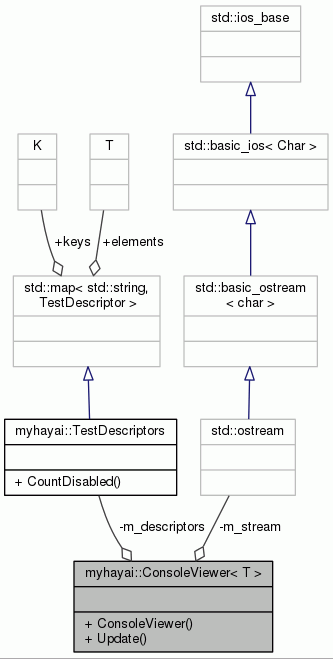 std::ios_base
K
T
std::basic_ios< Char >
+keys
+elements
std::map< std::string,
TestDescriptor >
std::basic_ostream
< char >
myhayai::TestDescriptors
+ CountDisabled()
std::ostream
-m_descriptors
-m_stream
myhayai::ConsoleViewer< T >
+ ConsoleViewer()
+ Update()